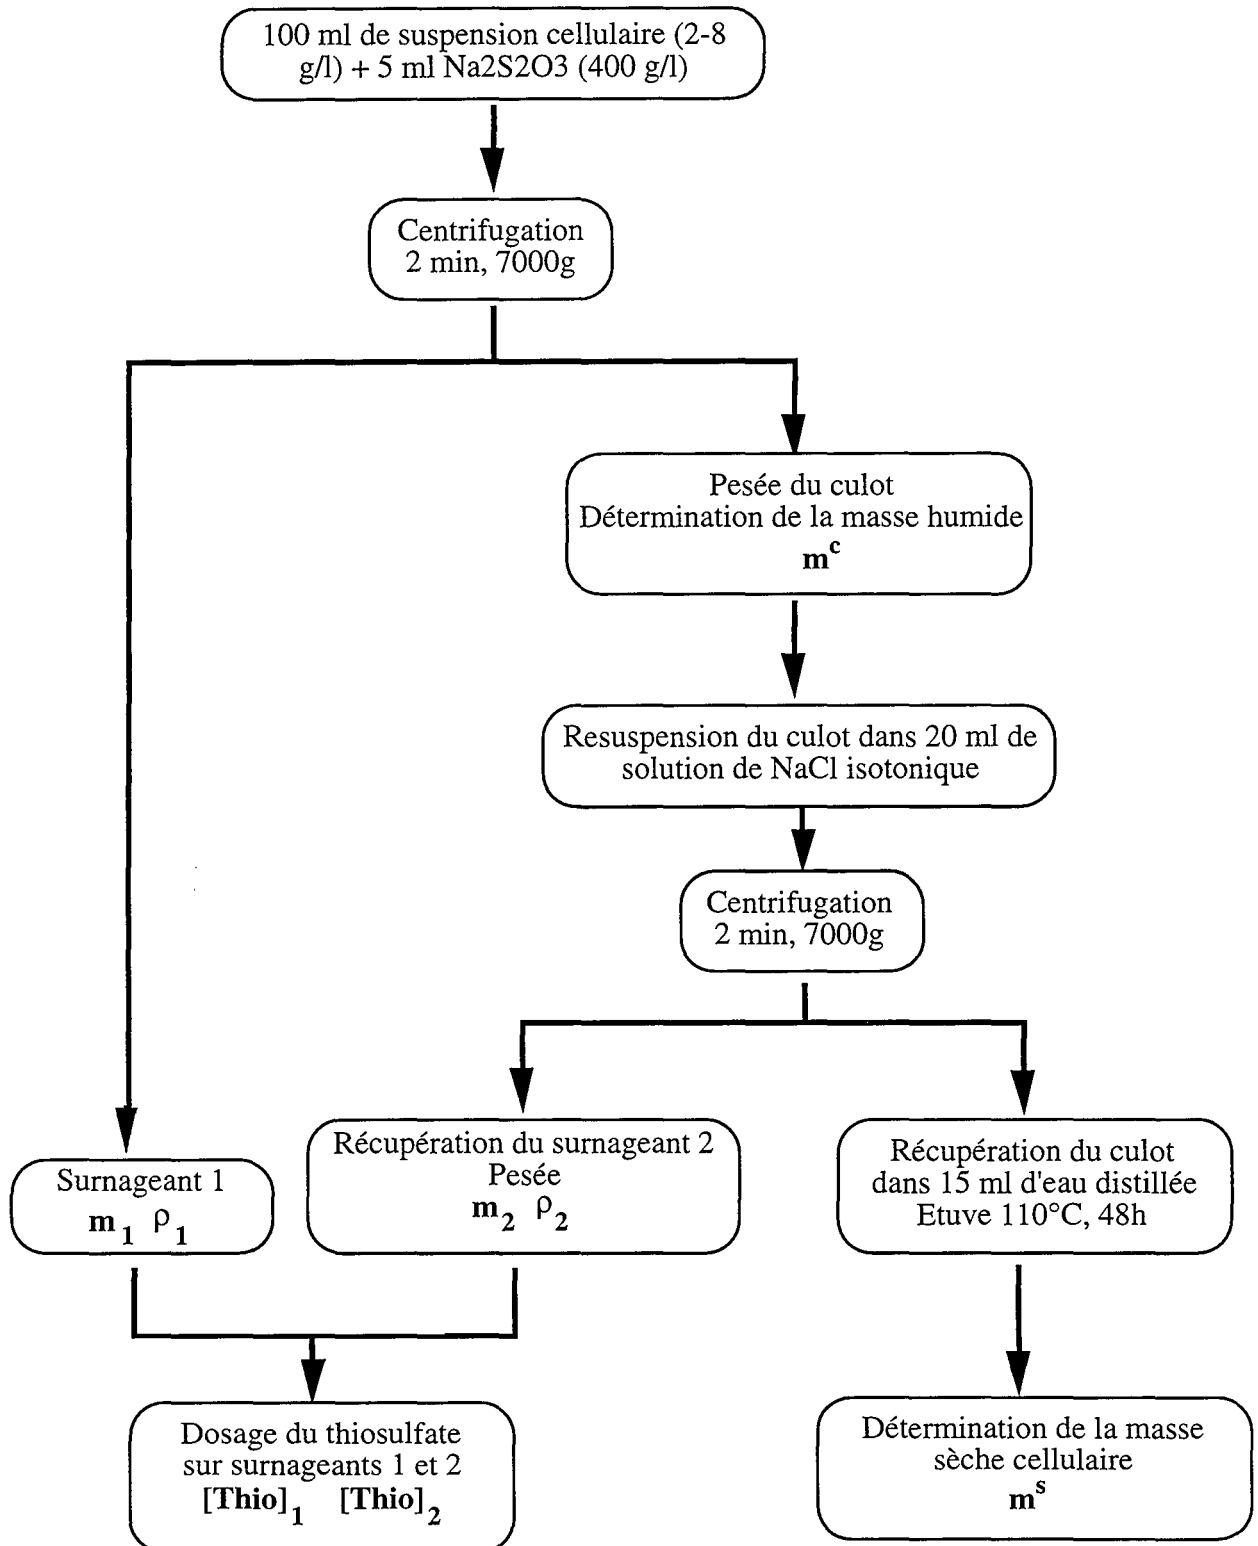 100 ml de suspension cellulaire (2-8
g/l) + 5 ml Na2S2O3 (400 g/l)
Centrifugation
2 min, 7000g
Pesée du culot
Détermination de la masse humide
m^c
Resuspension du culot dans 20 ml de
solution de NaCl isotonique
Centrifugation
2 min, 7000g
Surnageant 1
m_1 ρ_1
Récupération du surnageant 2
Pesée
m_2 ρ_2
Récupération du culot
dans 15 ml d'eau distillée
Etuve 110°C, 48h
Dosage du thiosulfate
sur surnageants 1 et 2
[Thio]_1 [Thio]_2
Détermination de la masse
sèche cellulaire
m^s